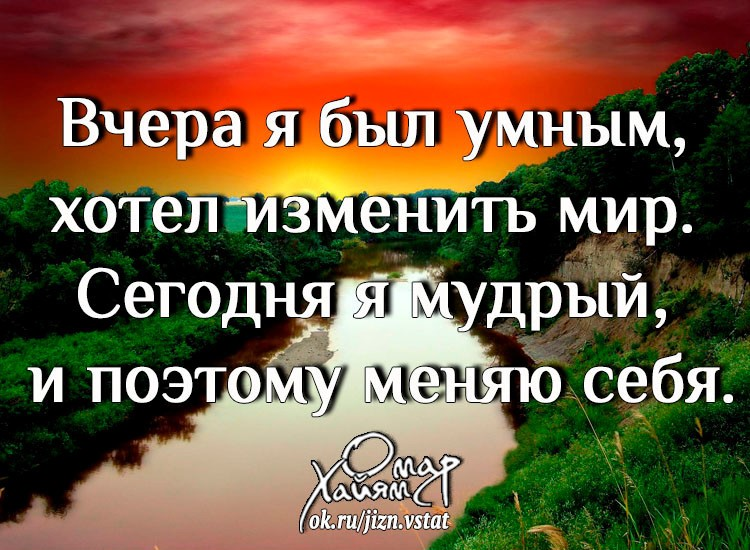 Вчера я был умным,
хотел изменить мир.
Сегодня я мудрый,
и поэтому меняю себя.
Омар
Хайям
ok.ru/jizn.vstat